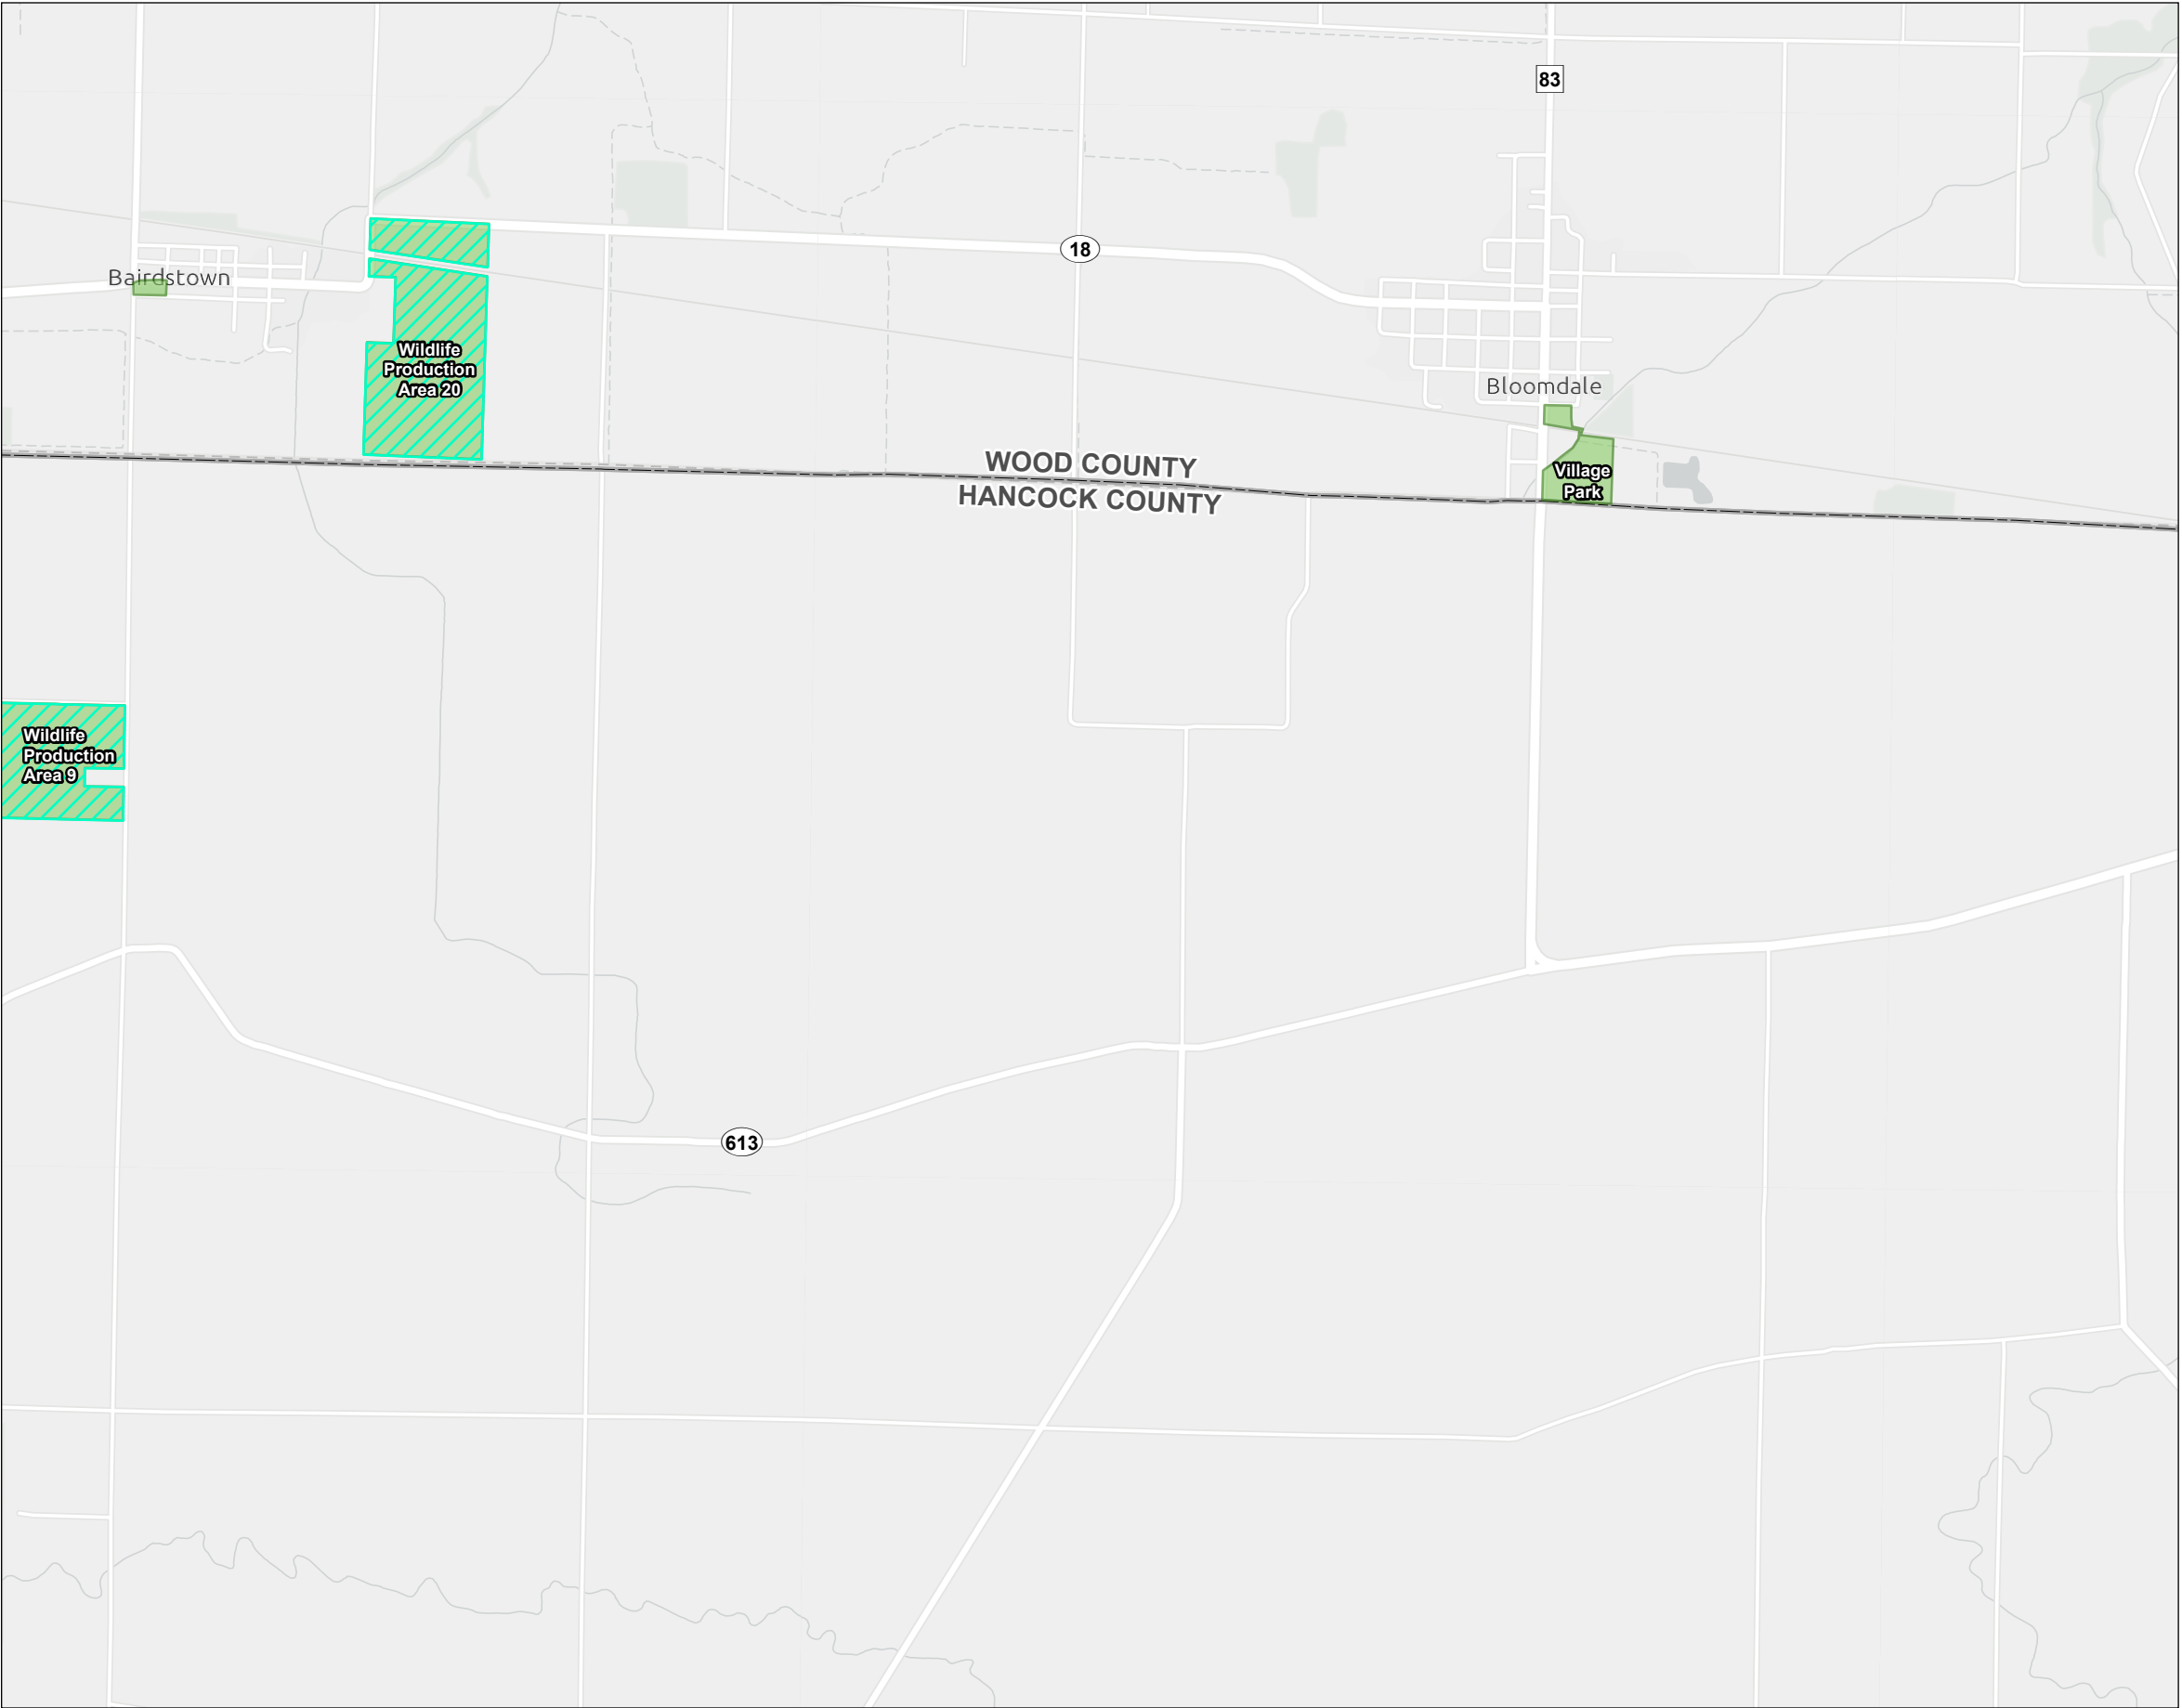 83
18
Bairdstown
Wildlife
Production
Area 20
Bloomdale
WOOD COUNTY
HANCOCK COUNTY
Village
Park
Wildlife
Production
Area 9
613